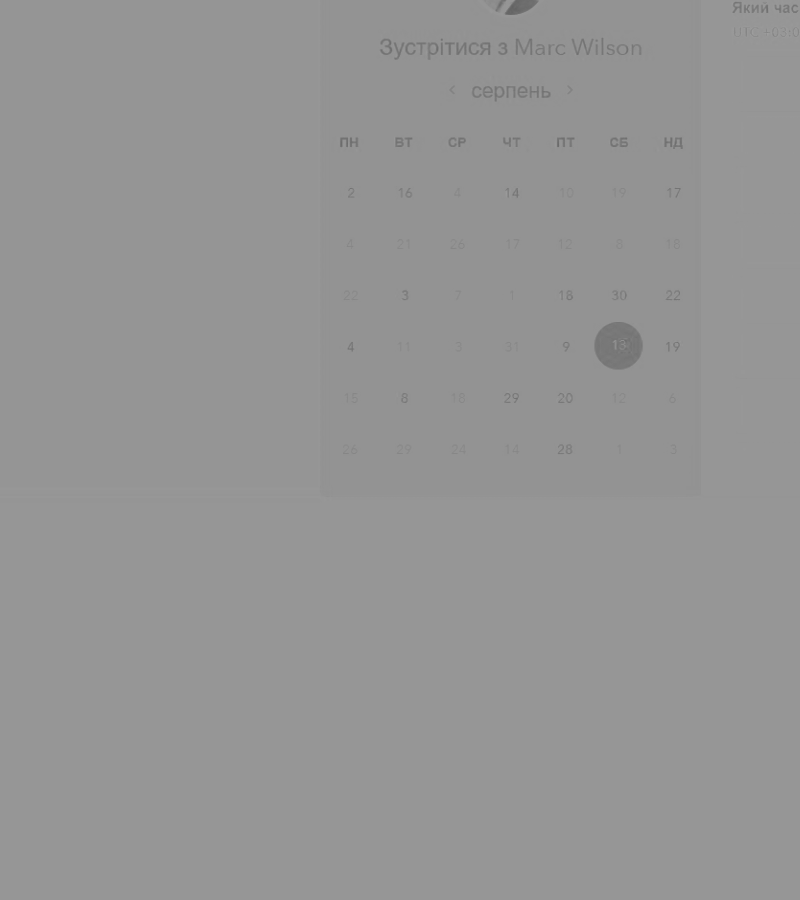 Який час
UTC +03:0
Зустрітися з Marc Wilson
‹ серпень ›
ПН ВТ СР ЧТ ПТ СБ НД
2 16 4 14 10 19 17
4 21 26 17 12 8 18
22 3 7 1 18 30 22
4 11 3 31 9 13 19
15 8 18 29 20 12 6
26 29 24 14 28 1 3